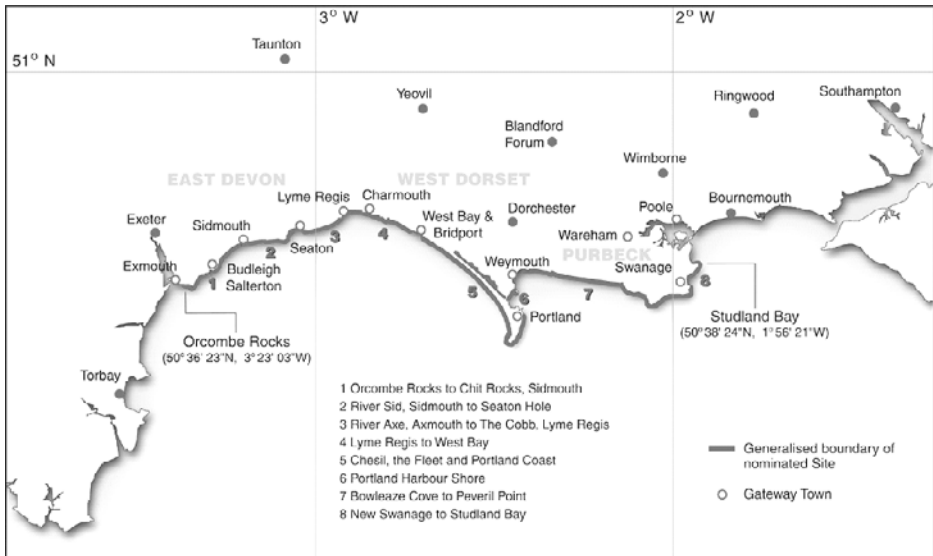 3° W
2° W
51° N
Taunton
Yeovil
Ringwood
Southampton
Blandford
Forum
Wimborne
EAST DEVON
WEST DORSET
Lyme Regis
Charmouth
Exeter
Sidmouth
West Bay &
Bridport
Dorchester
Poole
Bournemouth
Wareham
Seaton
PURBECK
Exmouth
Budleigh
Salterton
Weymouth
Swanage
1
2
3
4
5
6
7
8
Portland
Orcombe Rocks
(50° 36' 23"N, 3° 23' 03"W)
Studland Bay
(50° 38' 24"N, 1° 56' 21"W)
Torbay
1 Orcombe Rocks to Chit Rocks, Sidmouth
2 River Sid, Sidmouth to Seaton Hole
3 River Axe, Axmouth to The Cobb. Lyme Regis
4 Lyme Regis to West Bay
5 Chesil, the Fleet and Portland Coast
6 Portland Harbour Shore
7 Bowleaze Cove to Peveril Point
8 New Swanage to Studland Bay
Generalised boundary of
nominated Site
Gateway Town